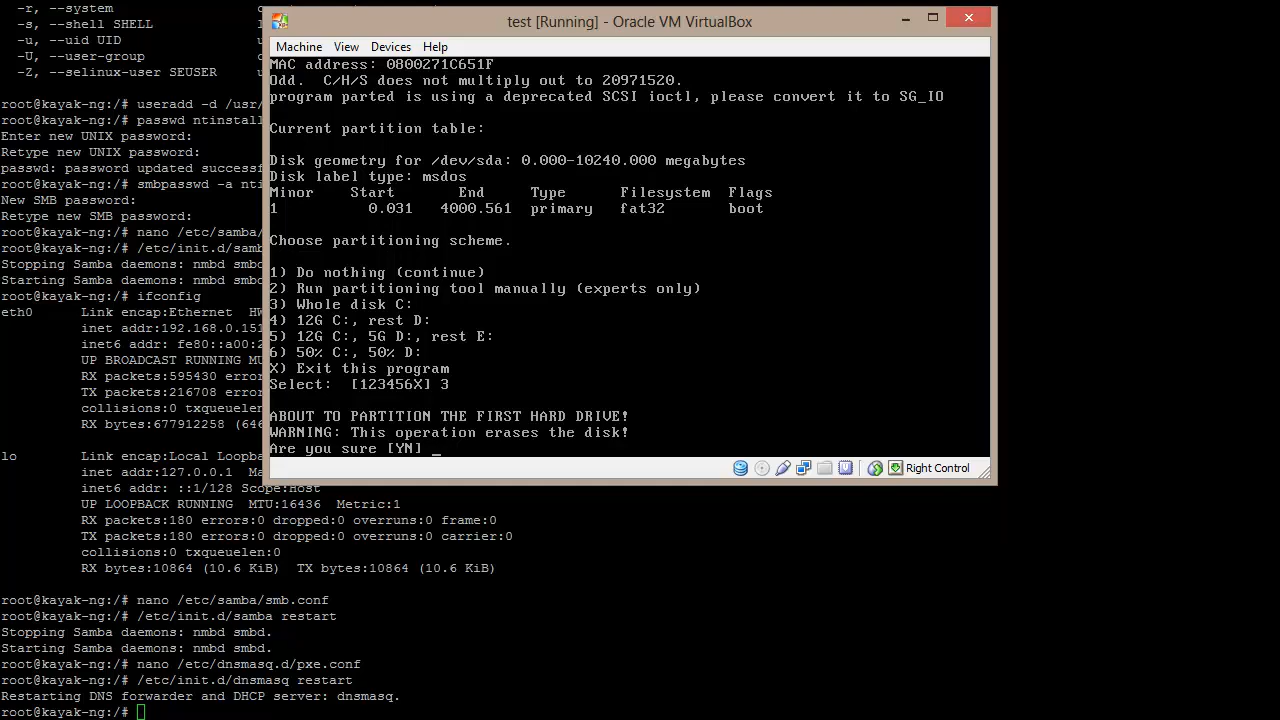 -r, --system
-s, --shell SHELL
-u, --uid UID
-U, --user-group
-Z, --selinux-user SEUSER
root@kayak-ng:/# useradd -d /usr/
root@kayak-ng:/# passwd ntinstall
Enter new UNIX password:
Retype new UNIX password:
passwd: password updated successf
root@kayak-ng:/# smbpasswd -a nti
New SMB password:
Retype new SMB password:
root@kayak-ng:/# nano /etc/samba/
root@kayak-ng:/# /etc/init.d/samb
Stopping Samba daemons: nmbd smbd
Starting Samba daemons: nmbd smbd
root@kayak-ng:/# ifconfig
eth0 Link encap:Ethernet HW
inet addr:192.168.0.151
inet6 addr: fe80::a00:2
UP BROADCAST RUNNING MU
RX packets:595430 error
TX packets:216708 error
collisions:0 txqueuelen
RX bytes:677912258 (646
lo Link encap:Local Loopb
inet addr:127.0.0.1 Ma
inet6 addr: ::1/128 Scope:Host
UP LOOPBACK RUNNING MTU:16436 Metric:1
RX packets:180 errors:0 dropped:0 overruns:0 frame:0
TX packets:180 errors:0 dropped:0 overruns:0 carrier:0
collisions:0 txqueuelen:0
RX bytes:10864 (10.6 KiB) TX bytes:10864 (10.6 KiB)
root@kayak-ng:/# nano /etc/samba/smb.conf
root@kayak-ng:/# /etc/init.d/samba restart
Stopping Samba daemons: nmbd smbd.
Starting Samba daemons: nmbd smbd.
root@kayak-ng:/# nano /etc/dnsmasq.d/pxe.conf
root@kayak-ng:/# /etc/init.d/dnsmasq restart
Restarting DNS forwarder and DHCP server: dnsmasq.
root@kayak-ng:/#
test [Running] - Oracle VM VirtualBox
Machine View Devices Help
MAC address: 0800271C651F
Odd. C/H/S does not multiply out to 20971520.
program parted is using a deprecated SCSI ioctl, please convert it to SG_IO
Current partition table:
Disk geometry for /dev/sda: 0.000-10240.000 megabytes
Disk label type: msdos
Minor Start End Type Filesystem Flags
1 0.031 4000.561 primary fat32 boot
Choose partitioning scheme.
1) Do nothing (continue)
2) Run partitioning tool manually (experts only)
3) Whole disk C:
4) 12G C:, rest D:
5) 12G C:, 5G D:, rest E:
6) 50% C:, 50% D:
X) Exit this program
Select: [123456X] 3
ABOUT TO PARTITION THE FIRST HARD DRIVE!
WARNING: This operation erases the disk!
Are you sure [YN] _
Right Control